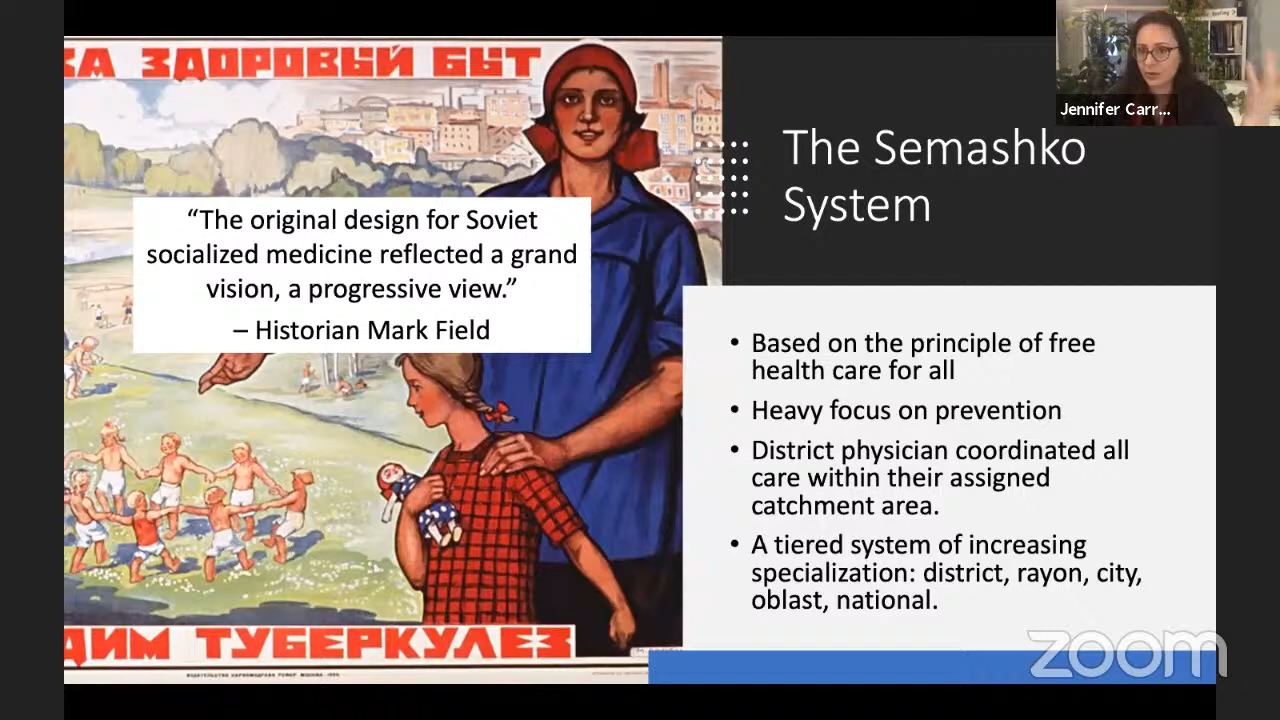 ЗА ЗДОРОВЫЙ БЫТ
“The original design for Soviet
socialized medicine reflected a grand
vision, a progressive view.”
– Historian Mark Field
ДИМ ТУБЕРКУЛЕЗ
Jennifer Carr...
The Semashko
System
• Based on the principle of free
health care for all
• Heavy focus on prevention
• District physician coordinated all
care within their assigned
catchment area.
• A tiered system of increasing
specialization: district, rayon, city,
oblast, national.
zoom